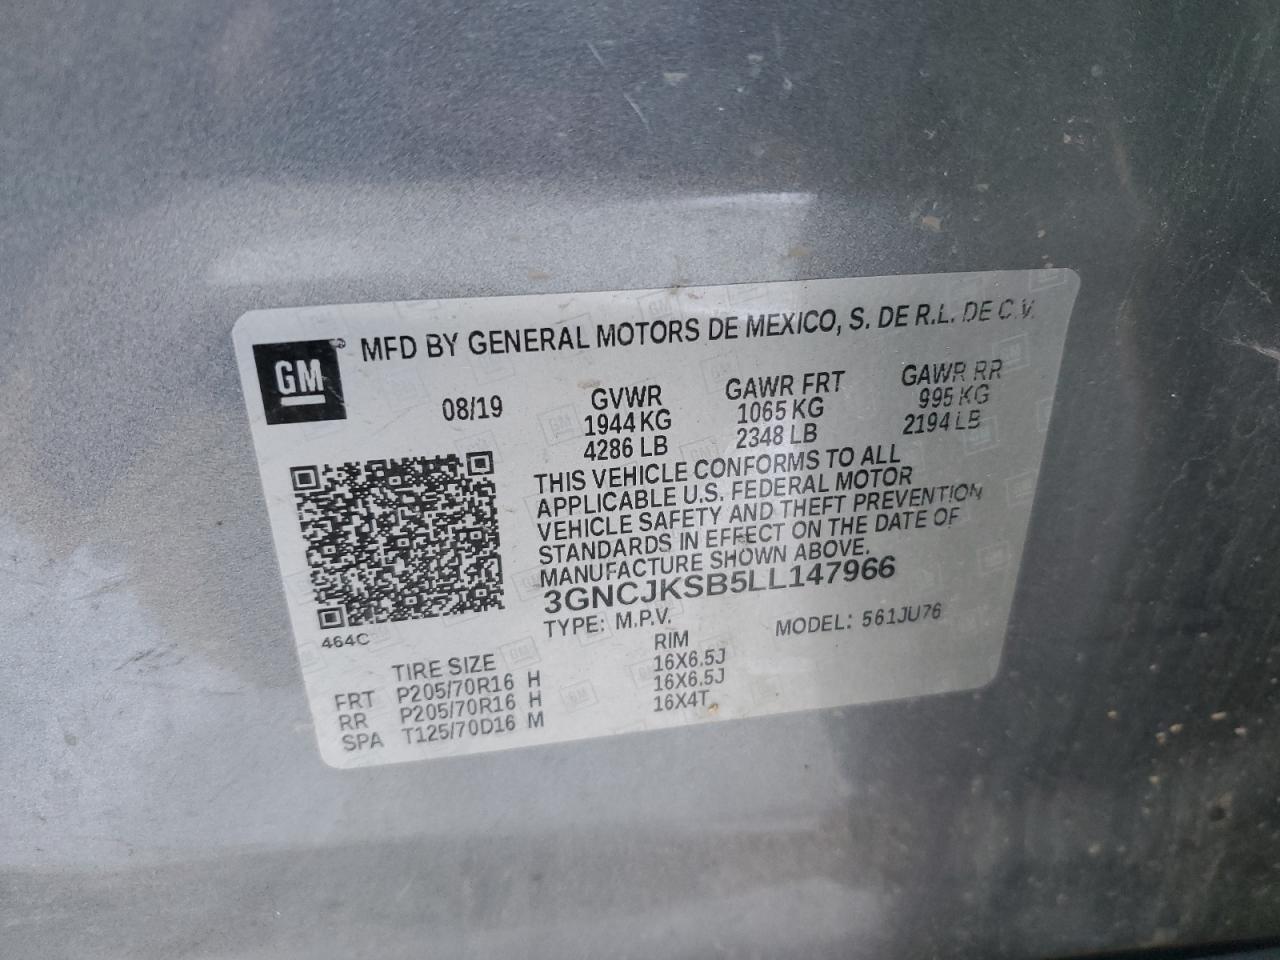 GM
MFD BY GENERAL MOTORS DE MEXICO, S. DE R.L. DE C.V.
08/19
GVWR GAWR FRT GAWR RR
1944 KG 1065 KG 995 KG
4286 LB 2348 LB 2194 LB
THIS VEHICLE CONFORMS TO ALL
APPLICABLE U.S. FEDERAL MOTOR
VEHICLE SAFETY AND THEFT PREVENTION
STANDARDS IN EFFECT ON THE DATE OF
MANUFACTURE SHOWN ABOVE.
3GNCJKSB5LL147966
TYPE: M.P.V. MODEL: 561JU76
464C
TIRE SIZE RIM
FRT P205/70R16 H 16X6.5J
RR P205/70R16 H 16X6.5J
SPA T125/70D16 M 16X4T